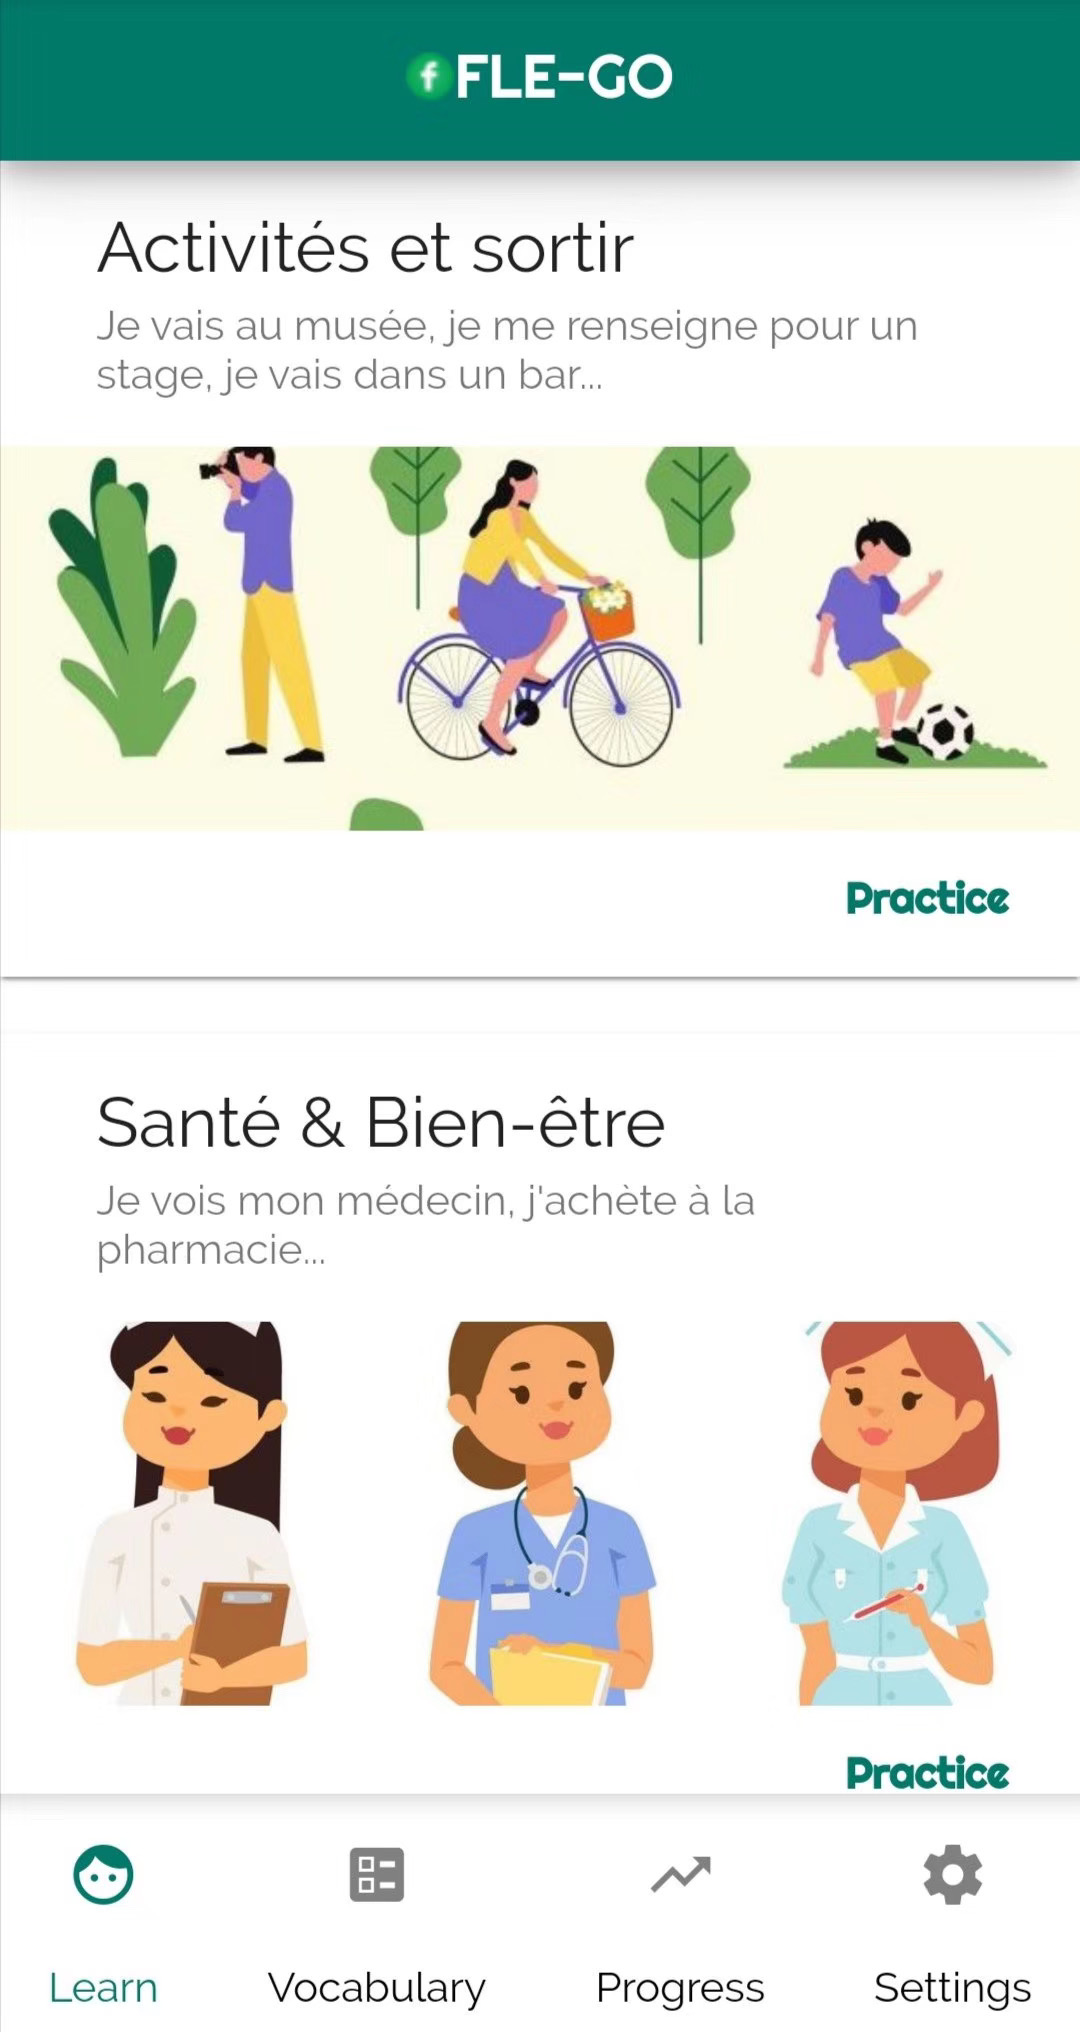 f FLE-GO
Activités et sortir
Je vais au musée, je me renseigne pour un
stage, je vais dans un bar...
Practice
Santé & Bien-être
Je vois mon médecin, j'achète à la
pharmacie...
Practice
Learn Vocabulary Progress Settings